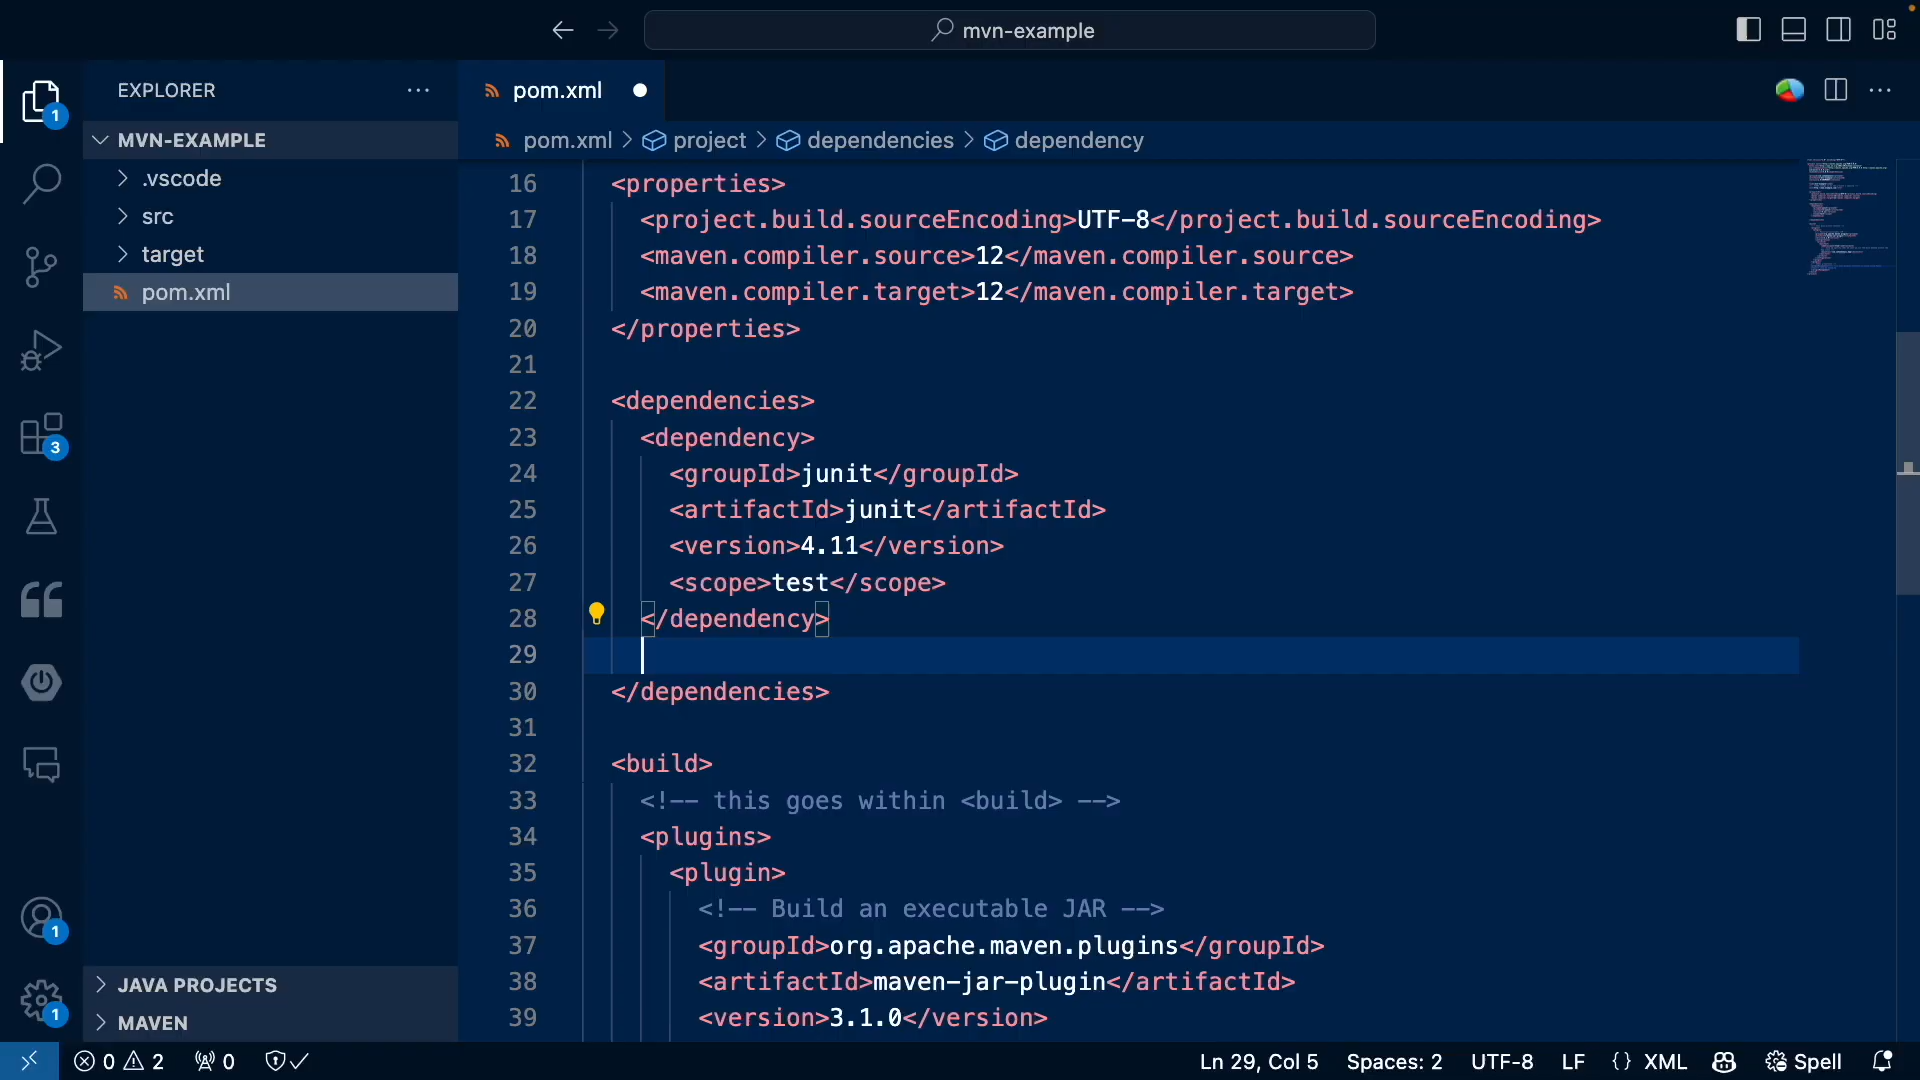 mvn-example
EXPLORER
pom.xml
MVN-EXAMPLE
.vscode
src
target
pom.xml
pom.xml > project > dependencies > dependency
16 <properties>
17 <project.build.sourceEncoding>UTF-8</project.build.sourceEncoding>
18 <maven.compiler.source>12</maven.compiler.source>
19 <maven.compiler.target>12</maven.compiler.target>
20 </properties>
21
22 <dependencies>
23 <dependency>
24 <groupId>junit</groupId>
25 <artifactId>junit</artifactId>
26 <version>4.11</version>
27 <scope>test</scope>
28 </dependency>
29
30 </dependencies>
31
32 <build>
33 <!-- this goes within <build> -->
34 <plugins>
35 <plugin>
36 <!-- Build an executable JAR -->
37 <groupId>org.apache.maven.plugins</groupId>
38 <artifactId>maven-jar-plugin</artifactId>
39 <version>3.1.0</version>
1
3
1
1
JAVA PROJECTS
MAVEN
0 2 0 Ln 29, Col 5 Spaces: 2 UTF-8 LF {} XML Spell